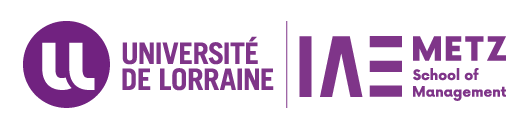 UNIVERSITÉ
DE LORRAINE
IAE METZ
School of
Management